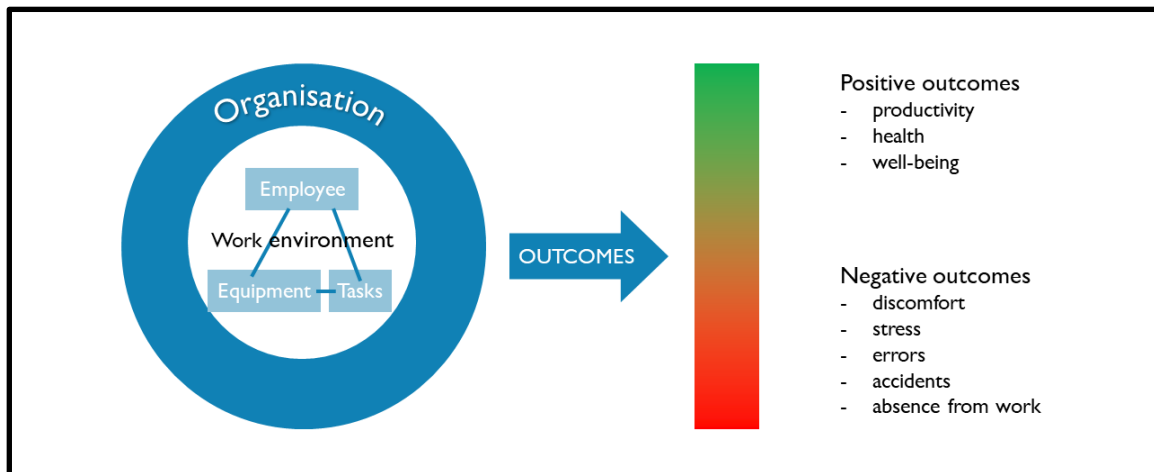 Organisation
Employee
Work environment
Equipment
Tasks
OUTCOMES
Positive outcomes
- productivity
- health
- well-being
Negative outcomes
- discomfort
- stress
- errors
- accidents
- absence from work